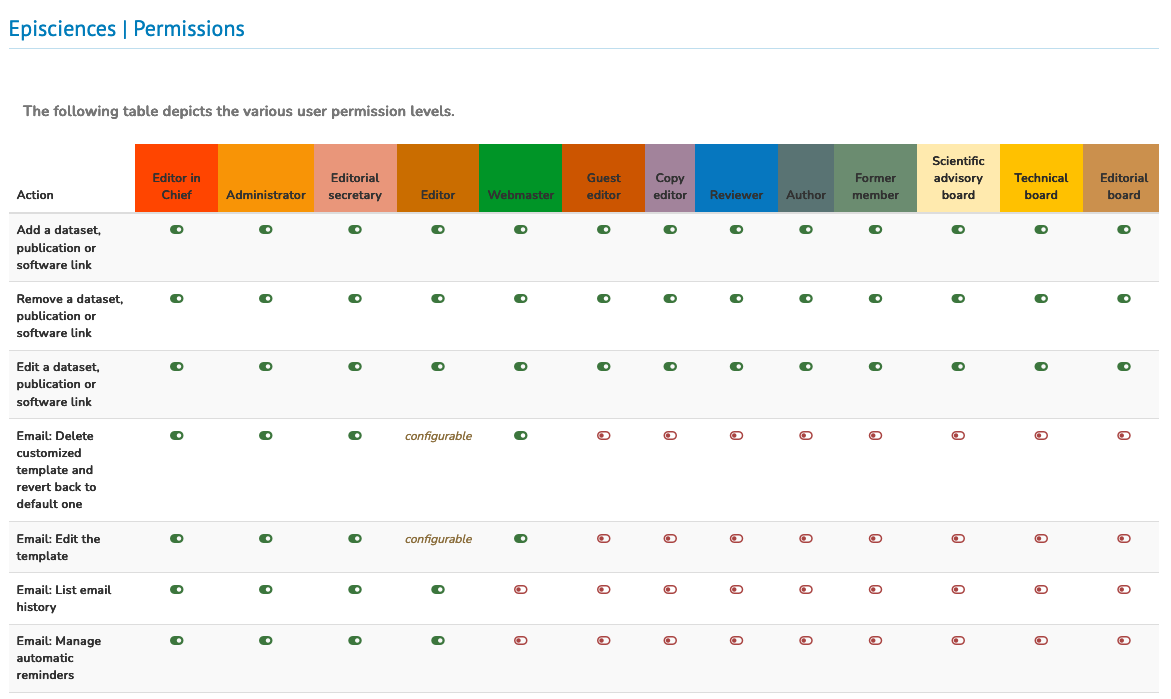 Episciences | Permissions
The following table depicts the various user permission levels.
Action
Editor in
Chief
Administrator
Editorial
secretary
Editor
Webmaster
Guest
editor
Copy
editor
Reviewer
Author
Former
member
Scientific
advisory
board
Technical
board
Editorial
board
Add a dataset,
publication or
software link
Remove a dataset,
publication or
software link
Edit a dataset,
publication or
software link
Email: Delete
customized
template and
revert back to
default one
configurable
Email: Edit the
template
configurable
Email: List email
history
Email: Manage
automatic
reminders